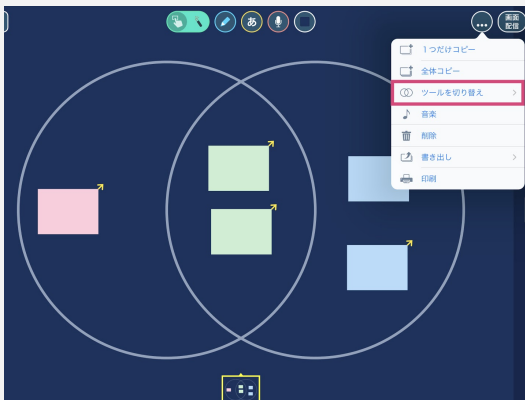 あ
...
画面
配信
1つだけコピー
全体コピー
ツールを切り替え
音楽
削除
書き出し
印刷